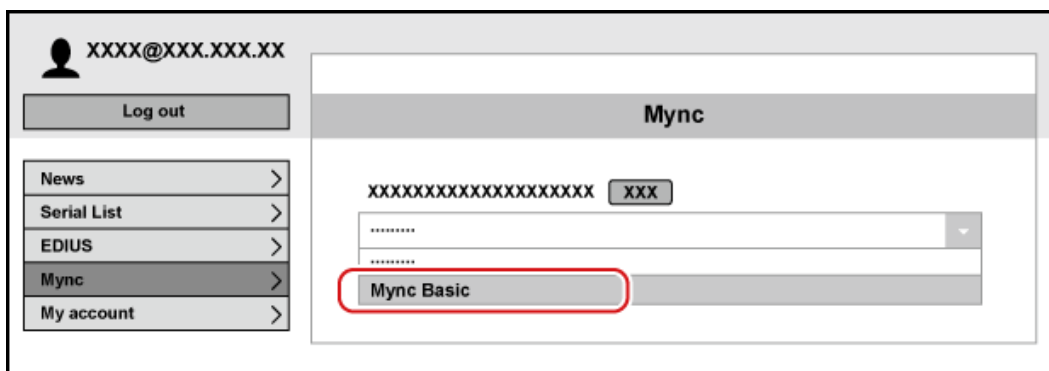 XXXX@XXX.XXX.XX
Log out
News
Serial List
EDIUS
Mync
My account
Mync
XXXXXXXXXXXXXXXXXXXX XXX
.........
.........
Mync Basic